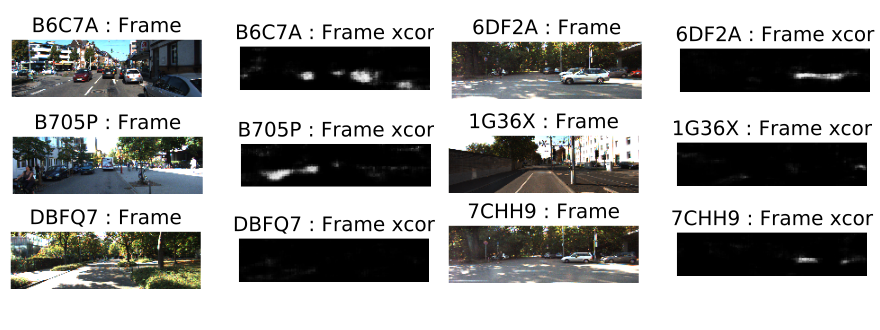 B6C7A : Frame
B6C7A : Frame xcor
6DF2A : Frame
6DF2A : Frame xcor
B705P : Frame
B705P : Frame xcor
1G36X : Frame
1G36X : Frame xcor
DBFQ7 : Frame
DBFQ7 : Frame xcor
7CHH9 : Frame
7CHH9 : Frame xcor